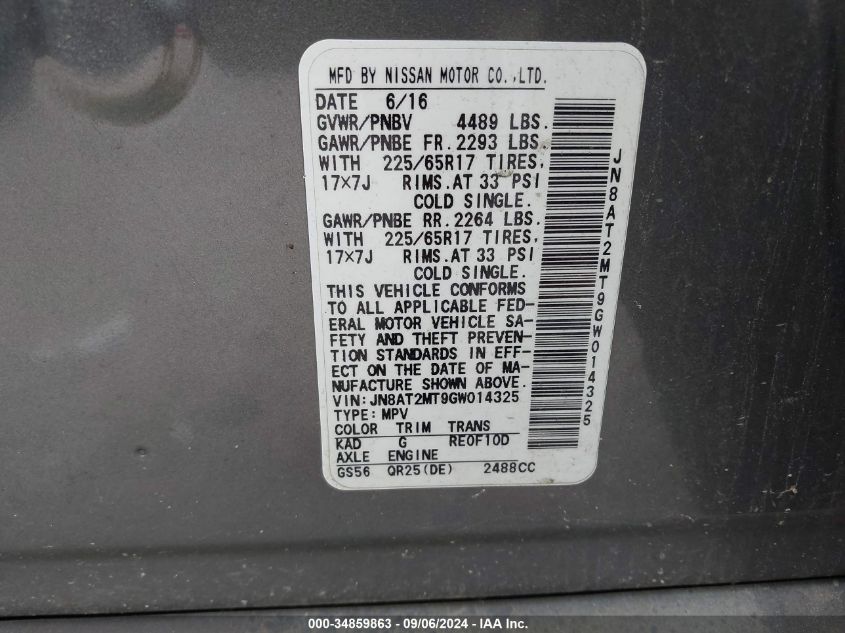 MFD BY NISSAN MOTOR CO.,LTD.
DATE 6/16
GVWR/PNBV 4489 LBS.
GAWR/PNBE FR.2293 LBS.
WITH 225/65R17 TIRES,
17×7J RIMS.AT 33 PSI
COLD SINGLE.
GAWR/PNBE RR.2264 LBS.
WITH 225/65R17 TIRES,
17×7J RIMS.AT 33 PSI
COLD SINGLE.
THIS VEHICLE CONFORMS
TO ALL APPLICABLE FED-
ERAL MOTOR VEHICLE SA-
FETY AND THEFT PREVEN-
TION STANDARDS IN EFF-
ECT ON THE DATE OF MA-
NUFACTURE SHOWN ABOVE.
VIN:JN8AT2MT9GW014325
TYPE:MPV
COLOR TRIM TRANS
KAD G RE0F10D
AXLE ENGINE
GS56 QR25(DE) 2488CC
JN8AT2MT9GW014325
000-34859863 - 09/06/2024 - 12528